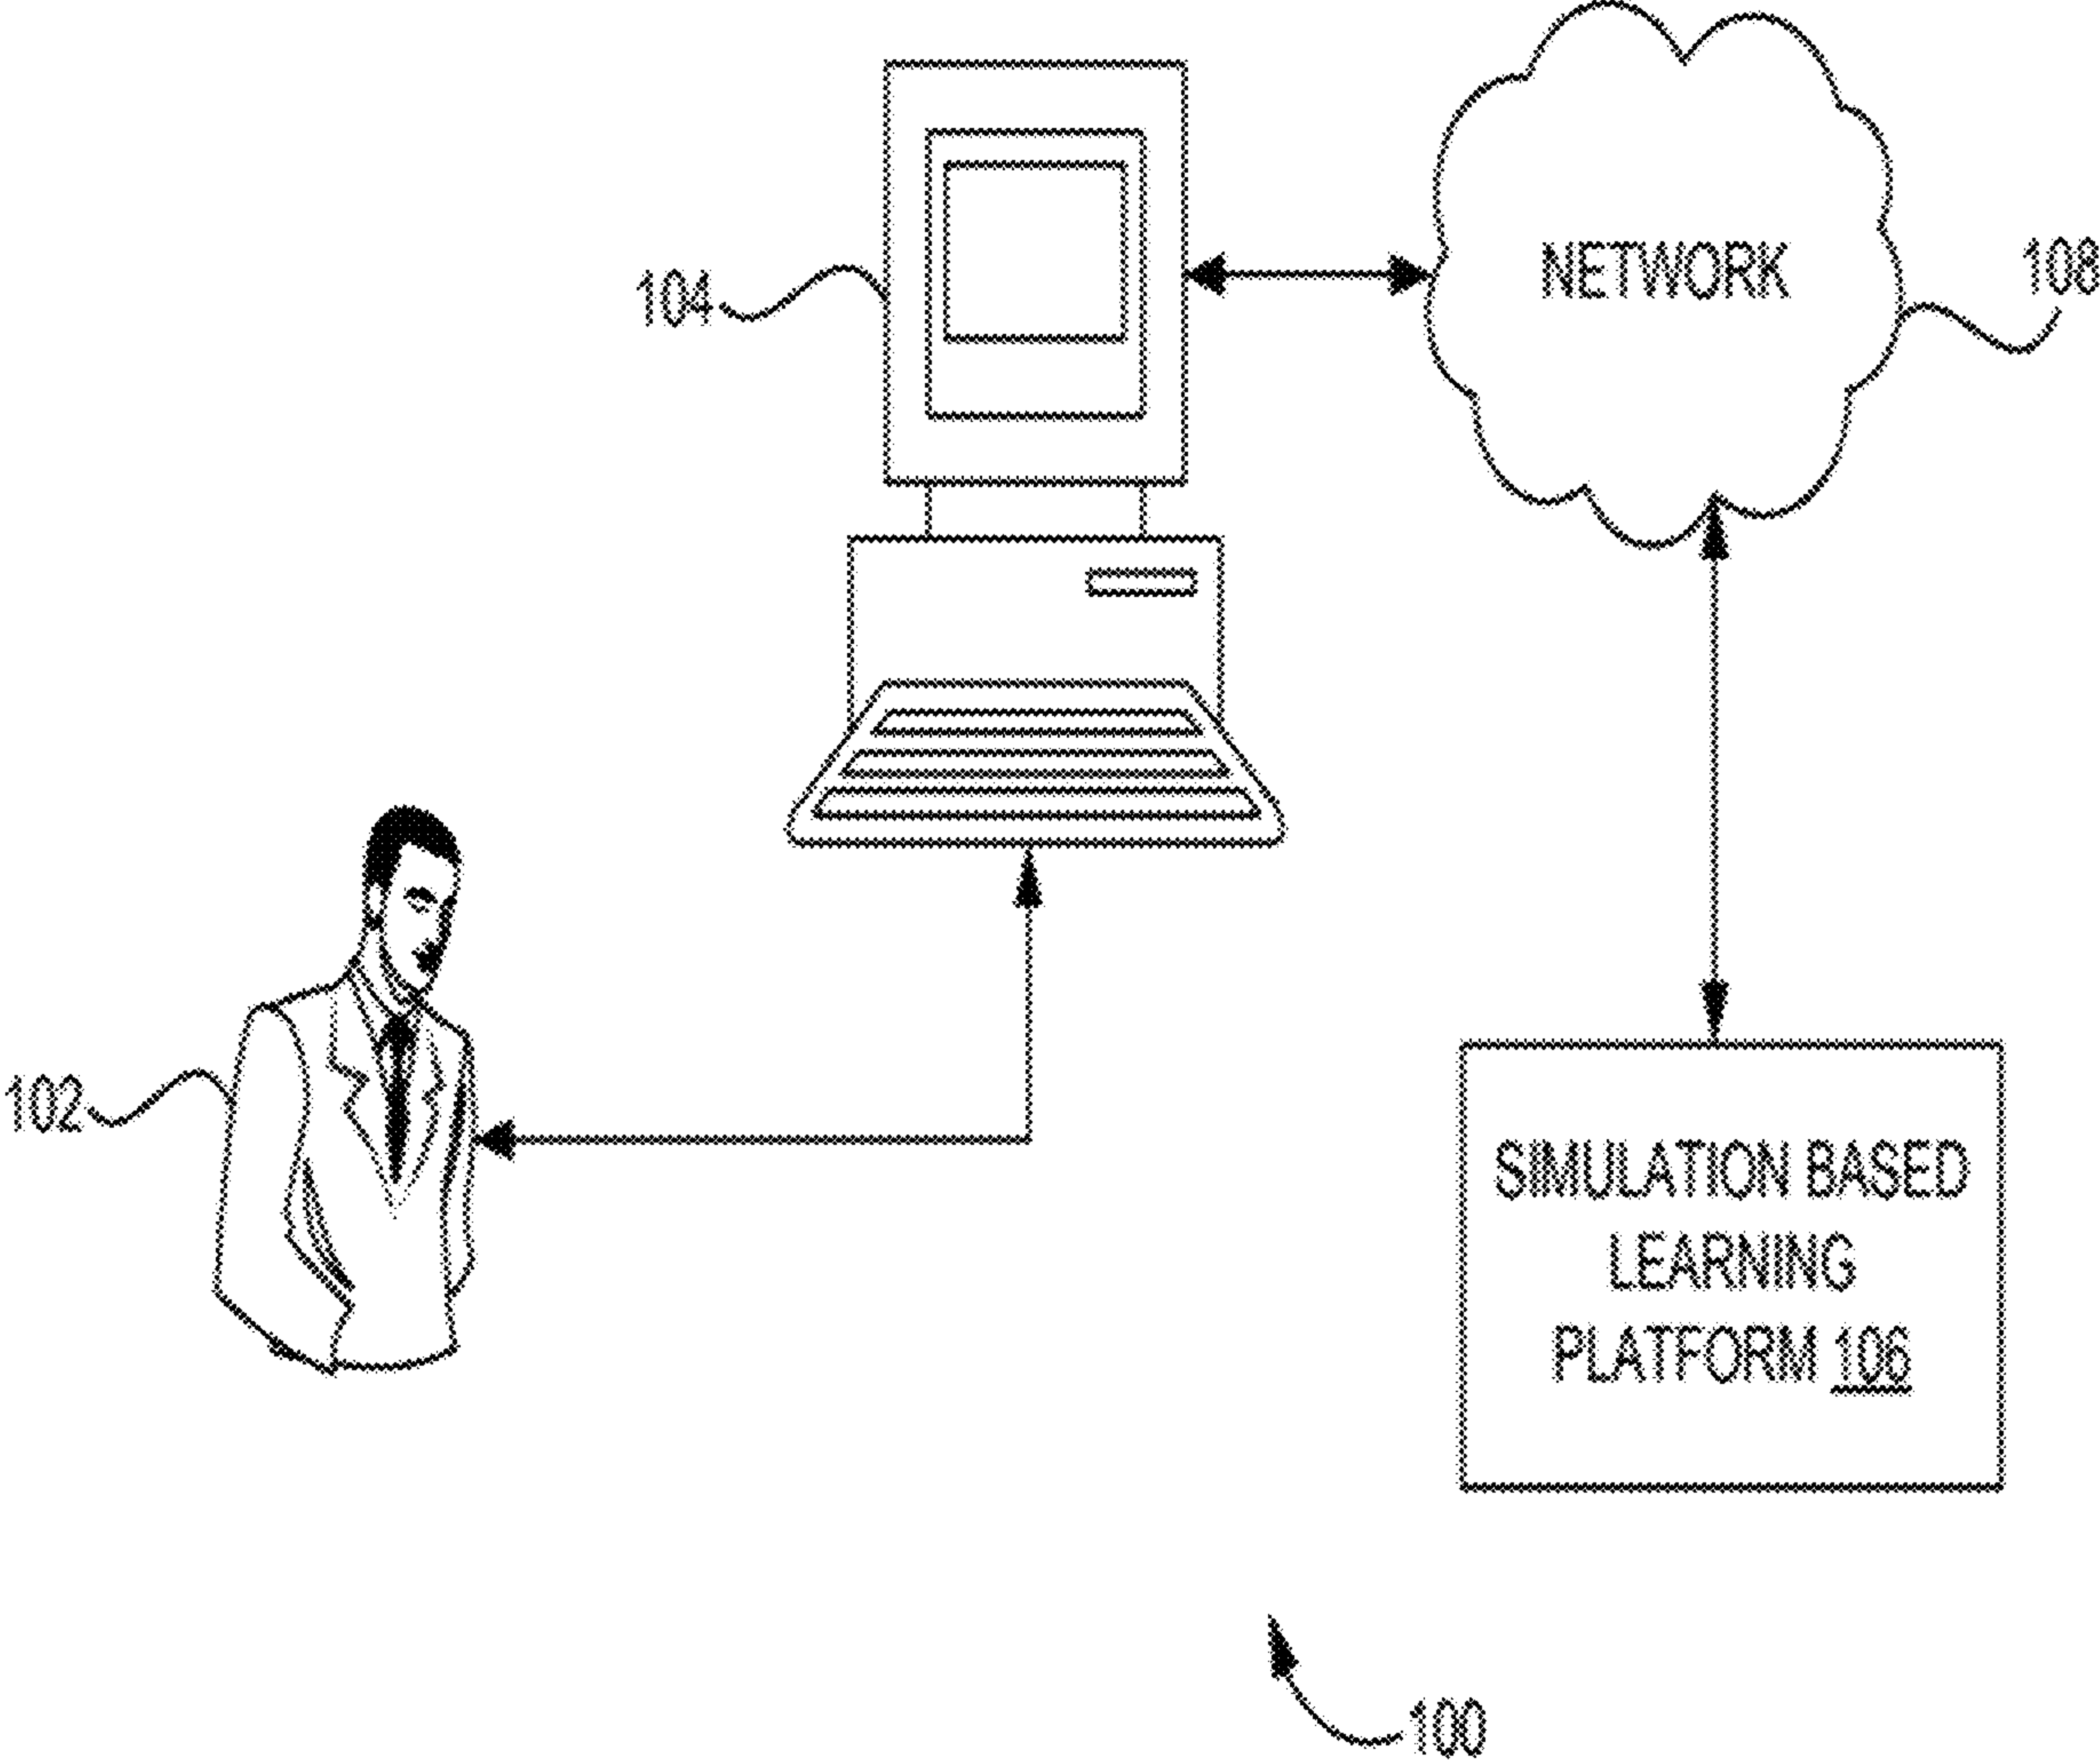 104
NETWORK
108
102
SIMULATION BASED
LEARNING
PLATFORM 106
100